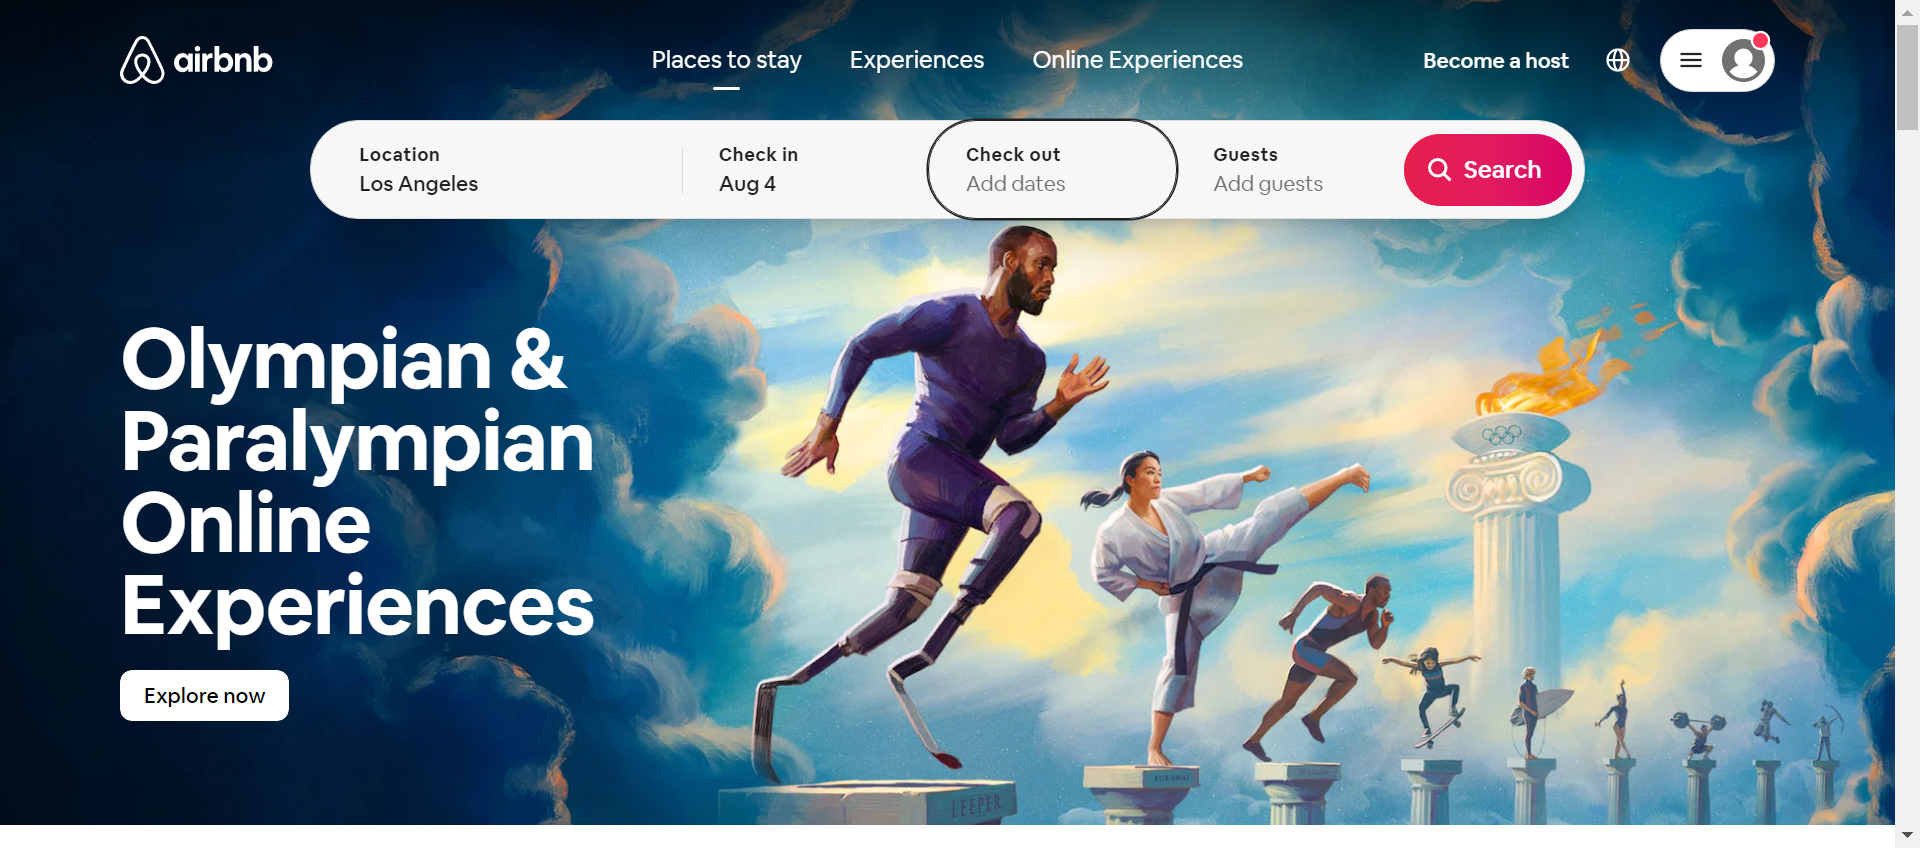 airbnb
Places to stay
Experiences
Online Experiences
Become a host
Location
Los Angeles
Check in
Aug 4
Check out
Add dates
Guests
Add guests
Search
Olympian &
Paralympian
Online
Experiences
Explore now
LEEPER